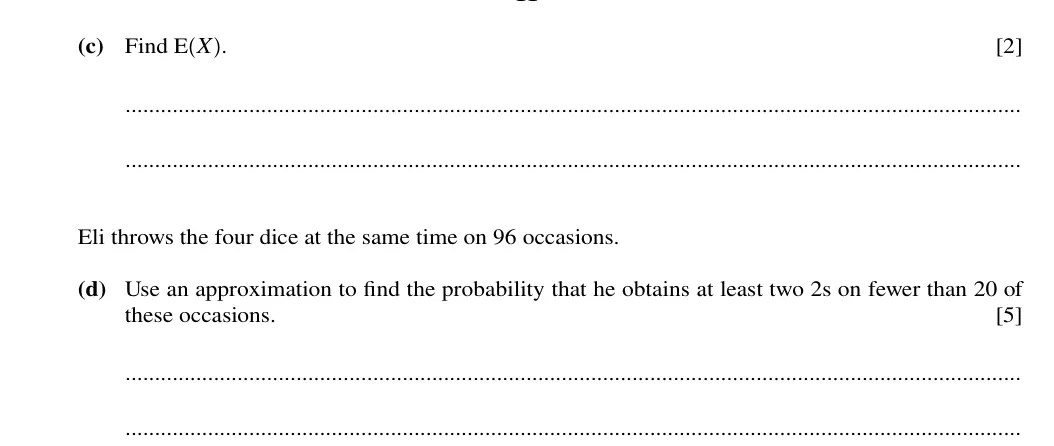 (c) Find E(X). [2]
Eli throws the four dice at the same time on 96 occasions.
(d) Use an approximation to find the probability that he obtains at least two 2s on fewer than 20 of
these occasions. [5]